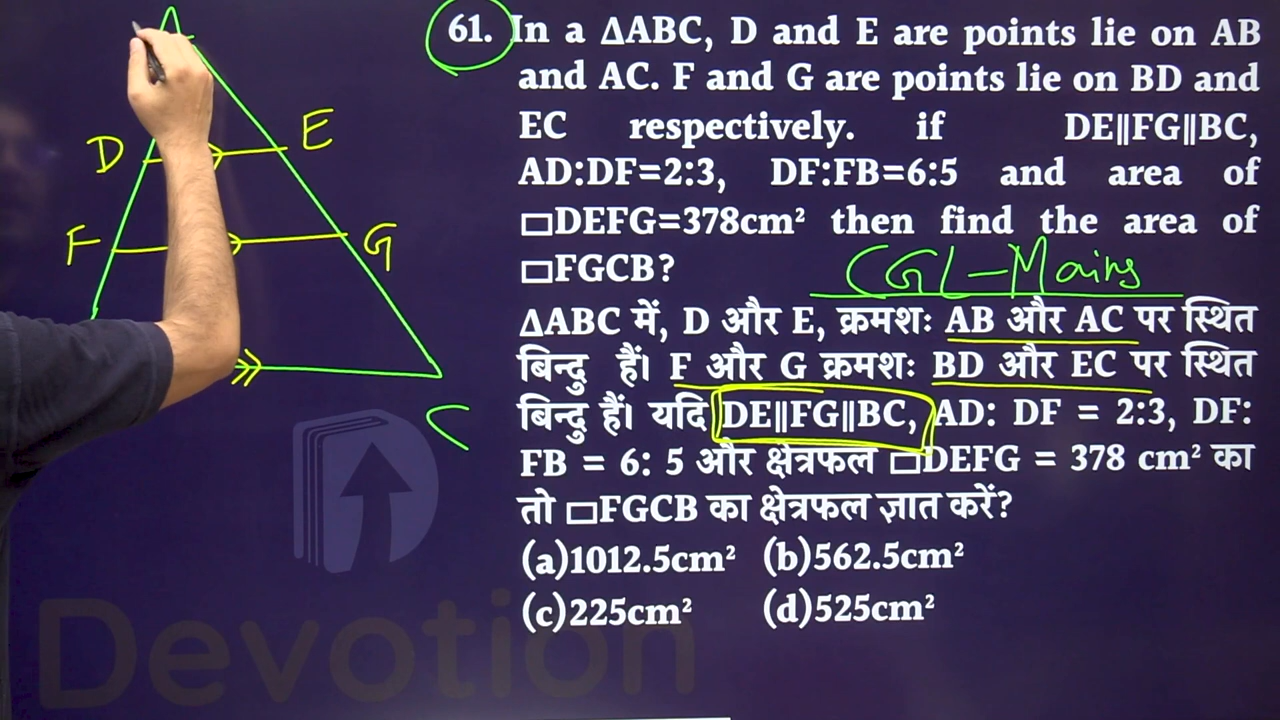 61. In a ΔABC, D and E are points lie on AB
and AC. F and G are points lie on BD and
EC respectively. if DE||FG||BC,
AD:DF=2:3, DF:FB=6:5 and area of
□DEFG=378cm² then find the area of
□FGCB?
CGL-Mains
ΔABC में, D और E, क्रमशः AB और AC पर स्थित
बिन्दु हैं। F और G क्रमशः BD और EC पर स्थित
बिन्दु हैं। यदि DE||FG||BC, AD: DF = 2:3, DF:
FB = 6: 5 और क्षेत्रफल □DEFG = 378 cm² का
तो □FGCB का क्षेत्रफल ज्ञात करें?
(a)1012.5cm² (b)562.5cm²
(c)225cm² (d)525cm²
D
E
F
G
C
Devotion